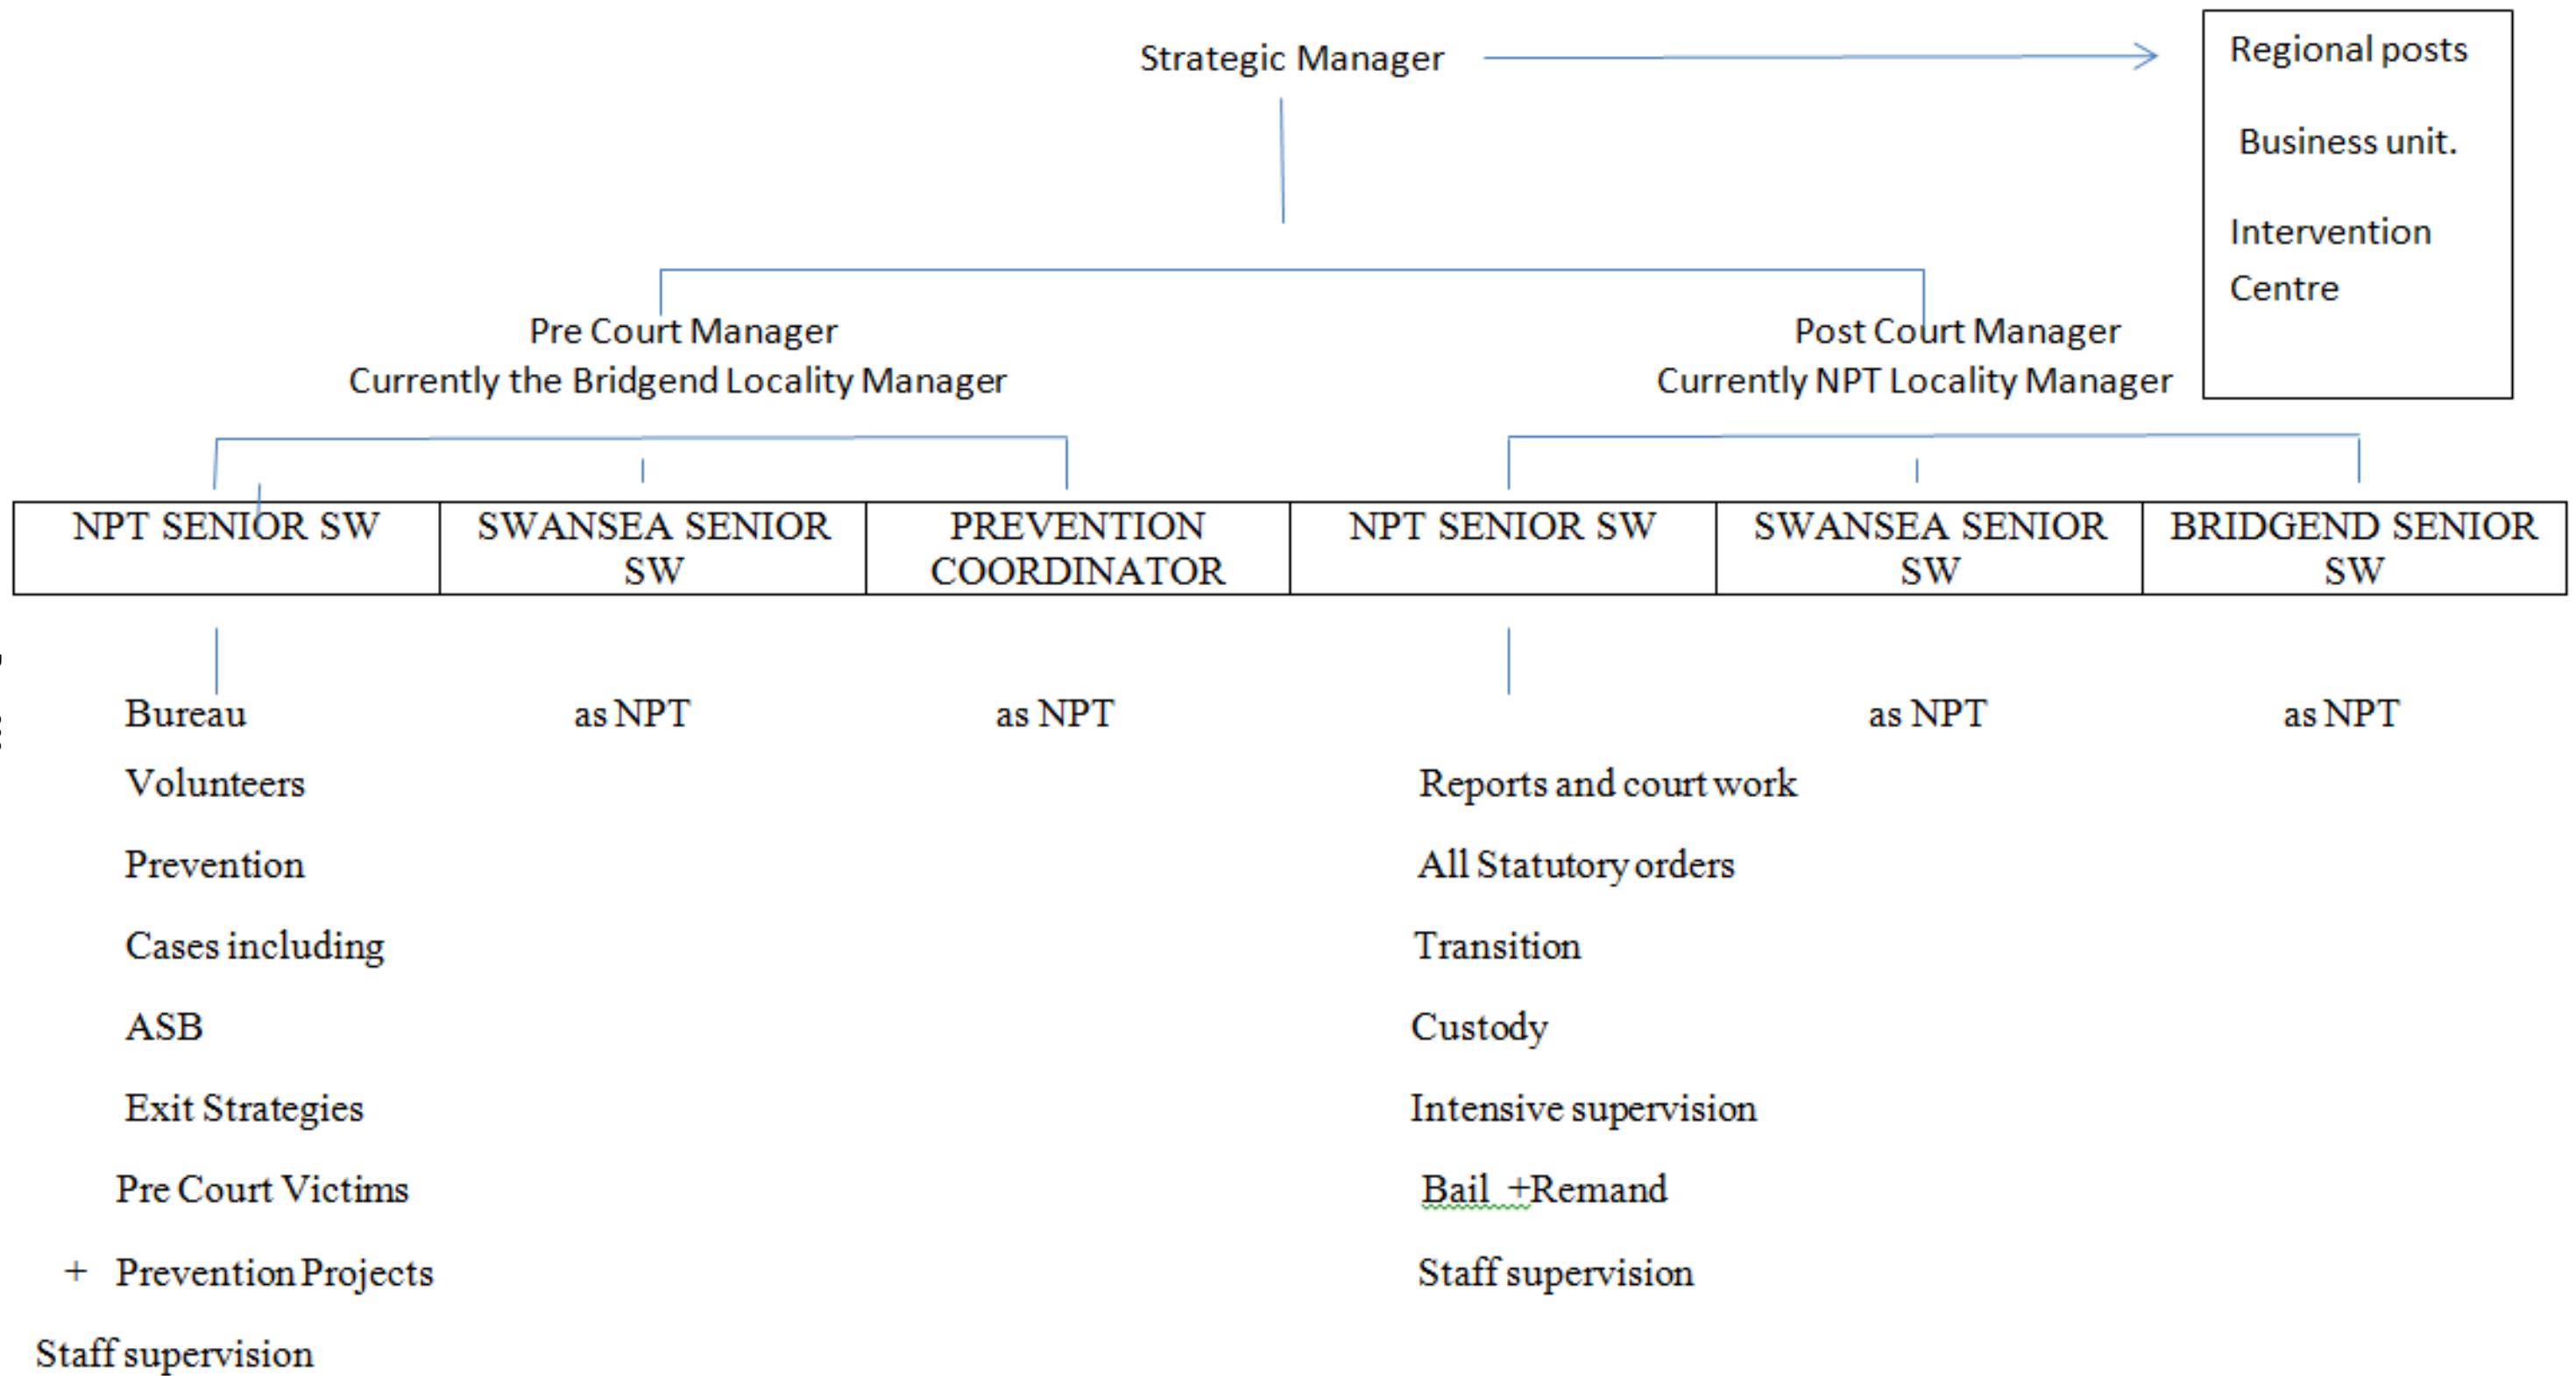 Strategic Manager
Regional posts
Business unit.
Intervention
Centre
Pre Court Manager
Currently the Bridgend Locality Manager
Post Court Manager
Currently NPT Locality Manager
NPT SENIOR SW
SWANSEA SENIOR
SW
PREVENTION
COORDINATOR
NPT SENIOR SW
SWANSEA SENIOR
SW
BRIDGEND SENIOR
SW
Bureau
as NPT
as NPT
as NPT
as NPT
Volunteers
Prevention
Cases including
ASB
Exit Strategies
Pre Court Victims
+ Prevention Projects
Staff supervision
Reports and court work
All Statutory orders
Transition
Custody
Intensive supervision
Bail +Remand
Staff supervision